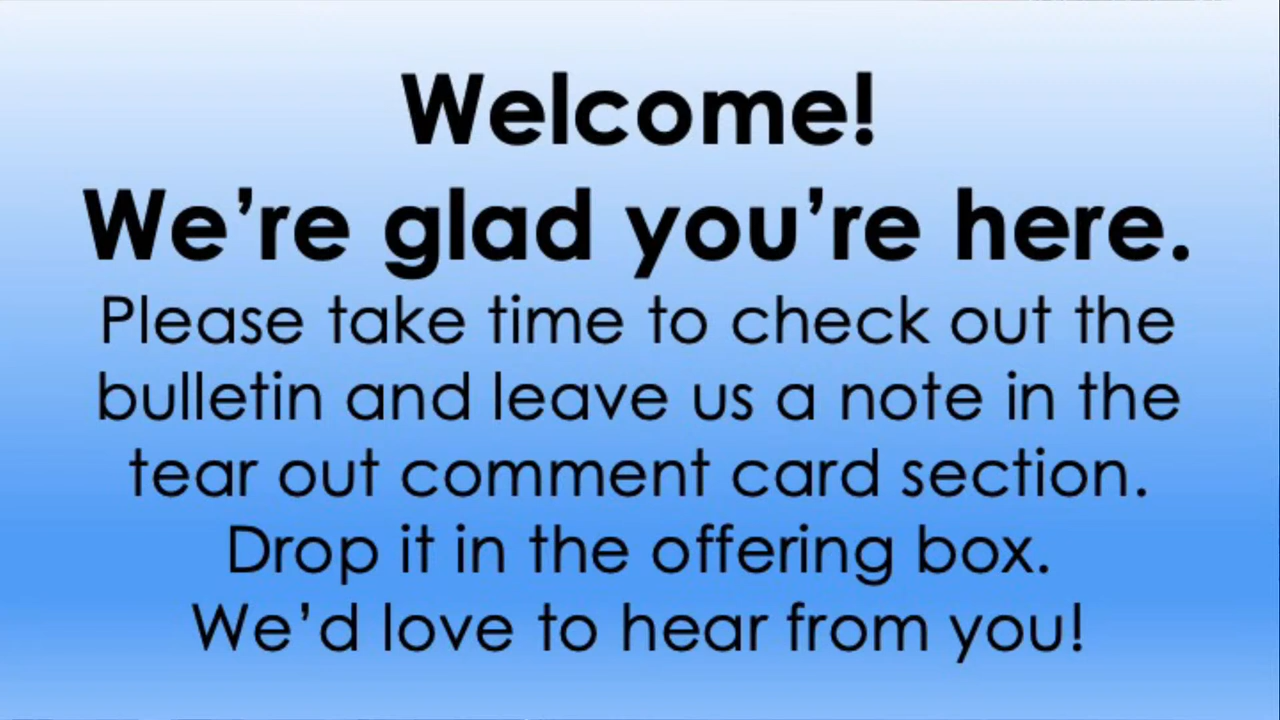 Welcome!
We’re glad you’re here.
Please take time to check out the
bulletin and leave us a note in the
tear out comment card section.
Drop it in the offering box.
We’d love to hear from you!